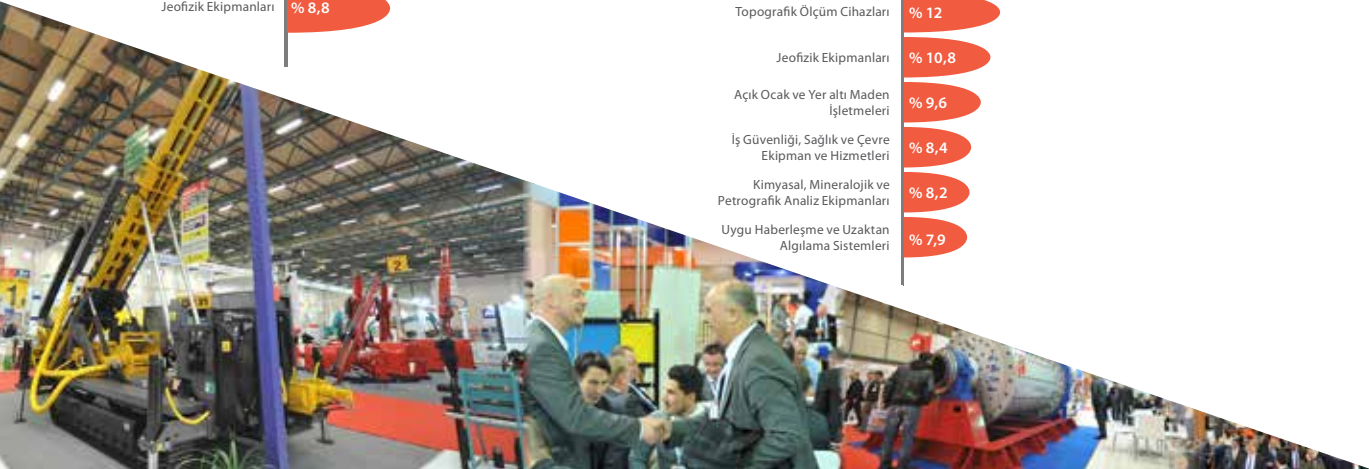 Jeofizik Ekipmanları
% 8,8
Topografik Ölçüm Cihazları
% 12
Jeofizik Ekipmanları
% 10,8
Açık Ocak ve Yer altı Maden
İşletmeleri
% 9,6
İş Güvenliği, Sağlık ve Çevre
Ekipman ve Hizmetleri
% 8,4
Kimyasal, Mineralojik ve
Petrografik Analiz Ekipmanları
% 8,2
Uygu Haberleşme ve Uzaktan
Algılama Sistemleri
% 7,9
2